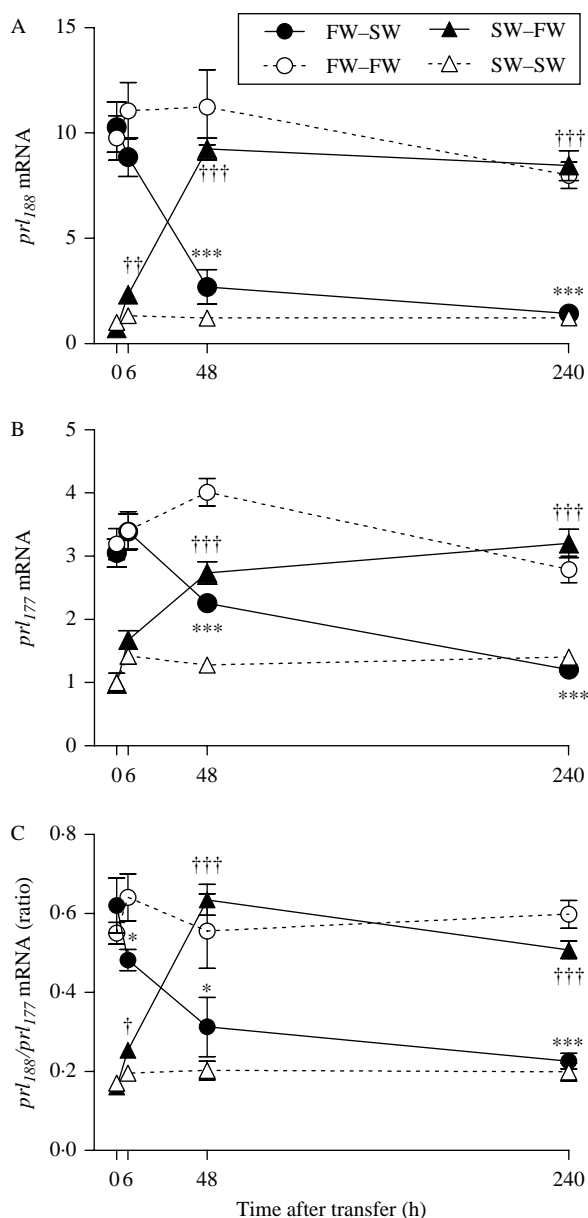 A
15
10
5
0
prl188 mRNA
FW–SW
SW–FW
FW–FW
SW–SW
††
†††
***
†††
***
0 6 48 240
B
5
4
3
2
1
0
prl177 mRNA
†††
***
†††
***
0 6 48 240
C
0·8
0·6
0·4
0·2
0·0
prl188/prl177 mRNA (ratio)
*
†
†††
*
†††
***
0 6 48 240
Time after transfer (h)